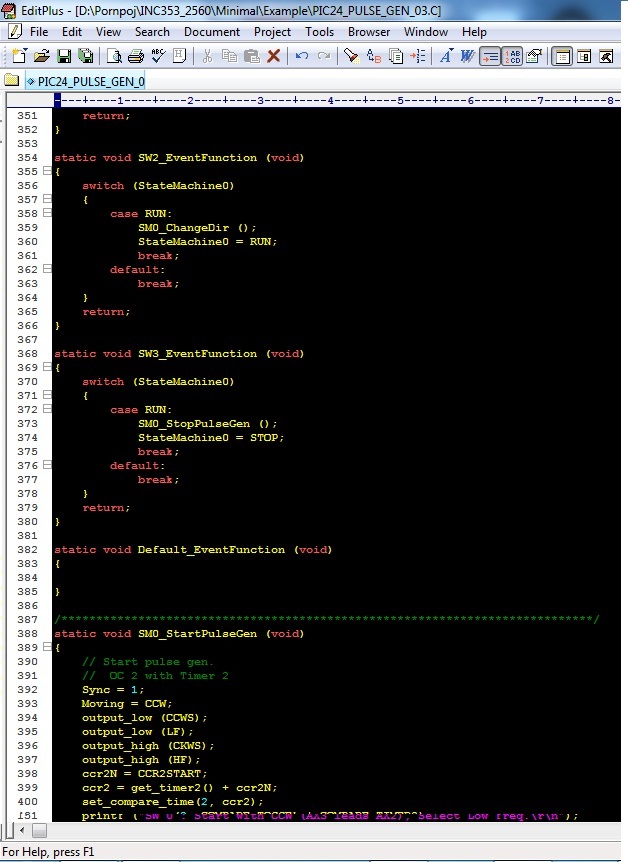 EditPlus - [D:\Pornpoj\INC353_2560\Minimal\Example\PIC24_PULSE_GEN_03.C]
File Edit View Search Document Project Tools Browser Window Help
PIC24_PULSE_GEN_0
----+----1----+----2----+----3----+----4----+----5----+----6----+----7----+----8-
351 return;
352 }
353
354 static void SW2_EventFunction (void)
355 {
356 switch (StateMachine0)
357 {
358 case RUN:
359 SM0_ChangeDir ();
360 StateMachine0 = RUN;
361 break;
362 default:
363 break;
364 }
365 return;
366 }
367
368 static void SW3_EventFunction (void)
369 {
370 switch (StateMachine0)
371 {
372 case RUN:
373 SM0_StopPulseGen ();
374 StateMachine0 = STOP;
375 break;
376 default:
377 break;
378 }
379 return;
380 }
381
382 static void Default_EventFunction (void)
383 {
384
385 }
386
387 /****************************************************************************/
388 static void SM0_StartPulseGen (void)
389 {
390 // Start pulse gen.
391 // OC 2 with Timer 2
392 Sync = 1;
393 Moving = CCW;
394 output_low (CCWS);
395 output_low (LF);
396 output_high (CKWS);
397 output_high (HF);
398 ccr2N = CCR2START;
399 ccr2 = get_timer2() + ccr2N;
400 set_compare_time(2, ccr2);
Select Low freq.\r\n");
For Help, press F1